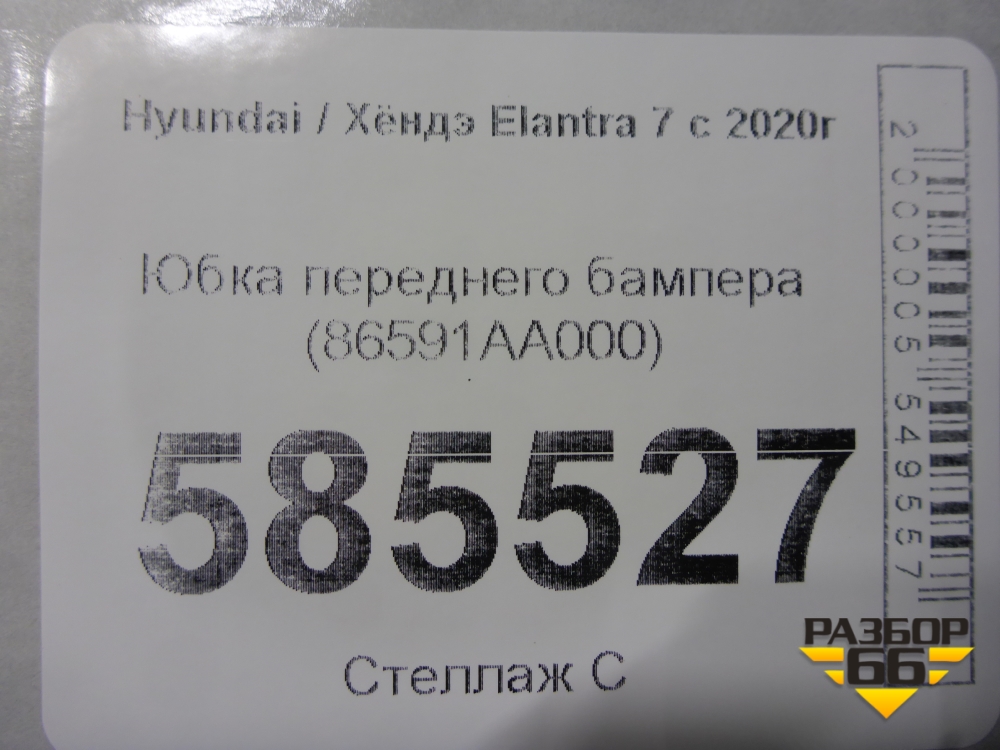 Hyundai / Хёндэ Elantra 7 с 2020г
Юбка переднего бампера
(86591AA000)
585527
Стеллаж С
2000005549557
РАЗБОР
66